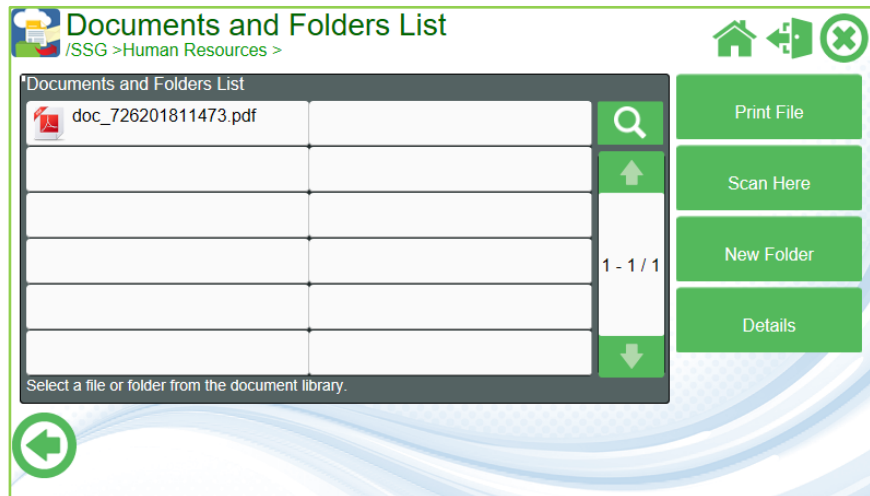 Documents and Folders List
/SSG >Human Resources >
Documents and Folders List
doc_726201811473.pdf
1 - 1 / 1
Select a file or folder from the document library.
Print File
Scan Here
New Folder
Details